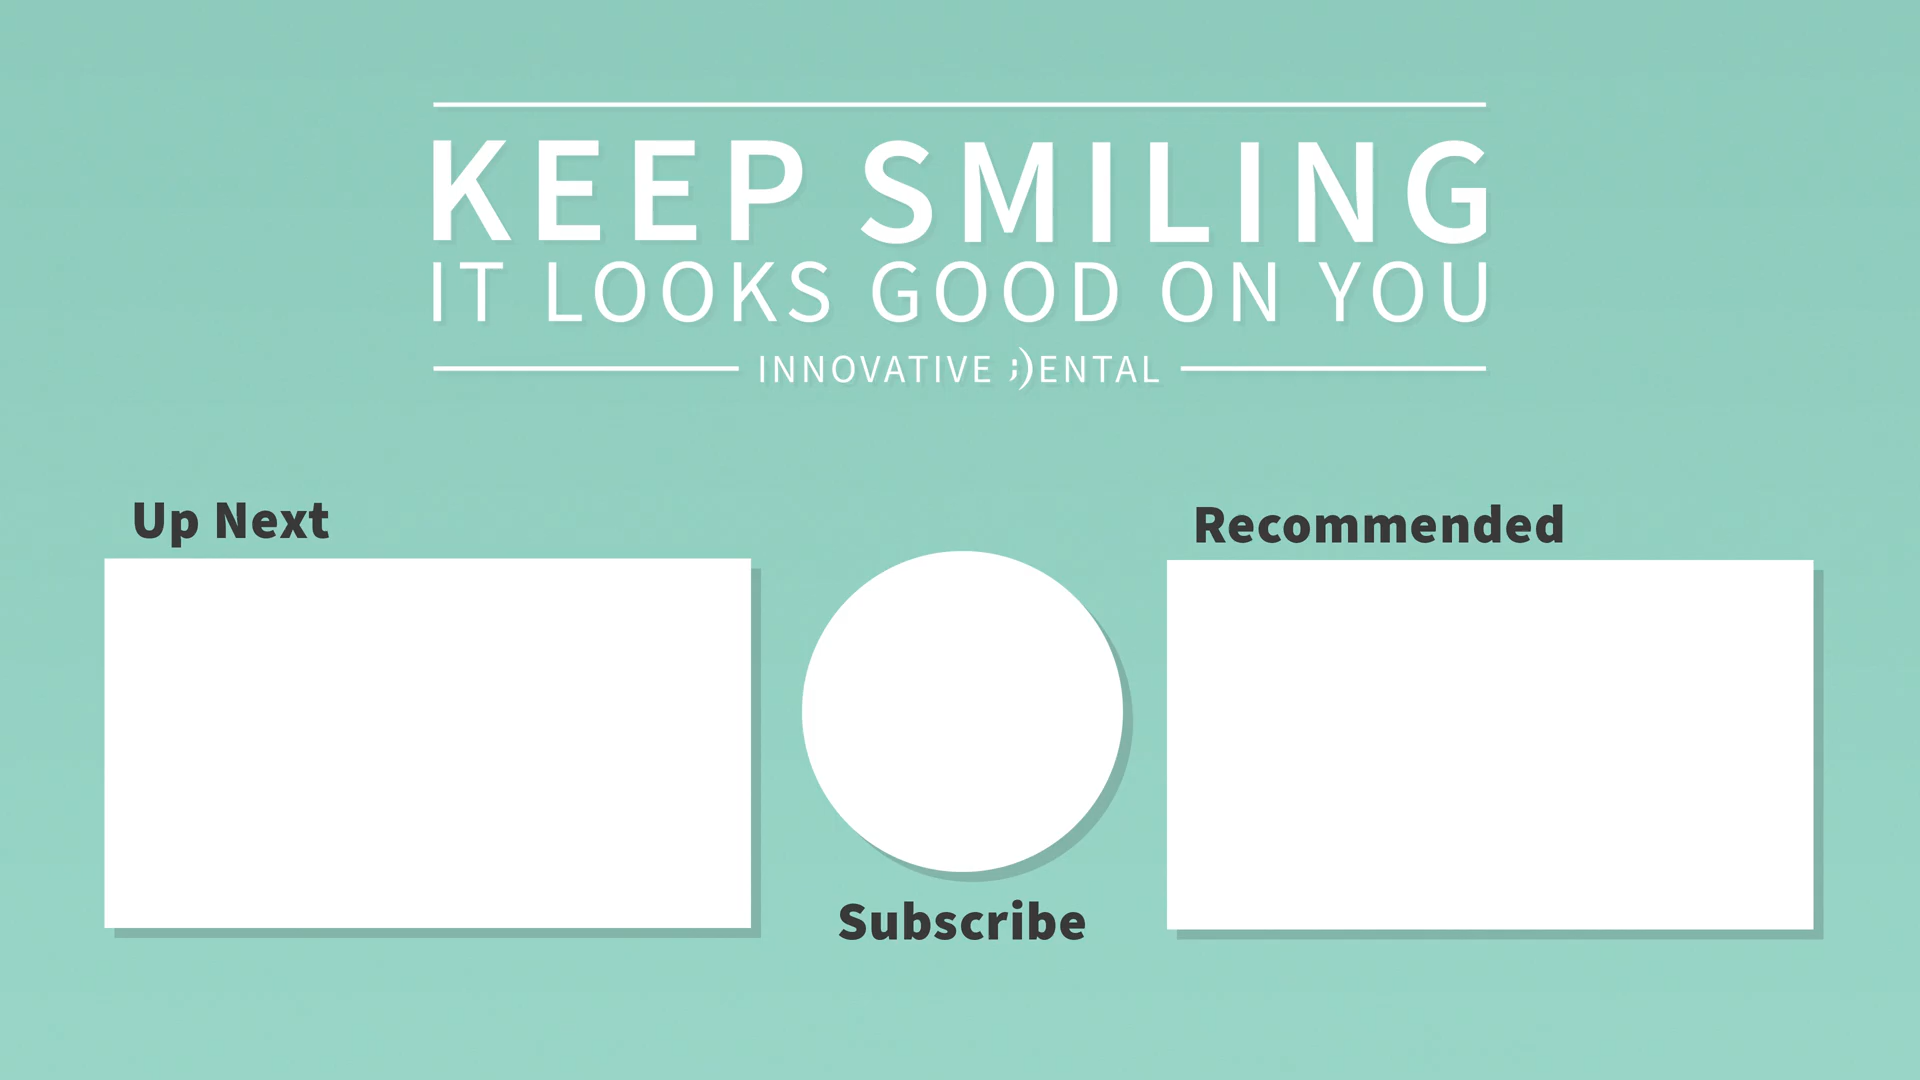 KEEP SMILING
IT LOOKS GOOD ON YOU
INNOVATIVE ;)ENTAL
Up Next
Recommended
Subscribe